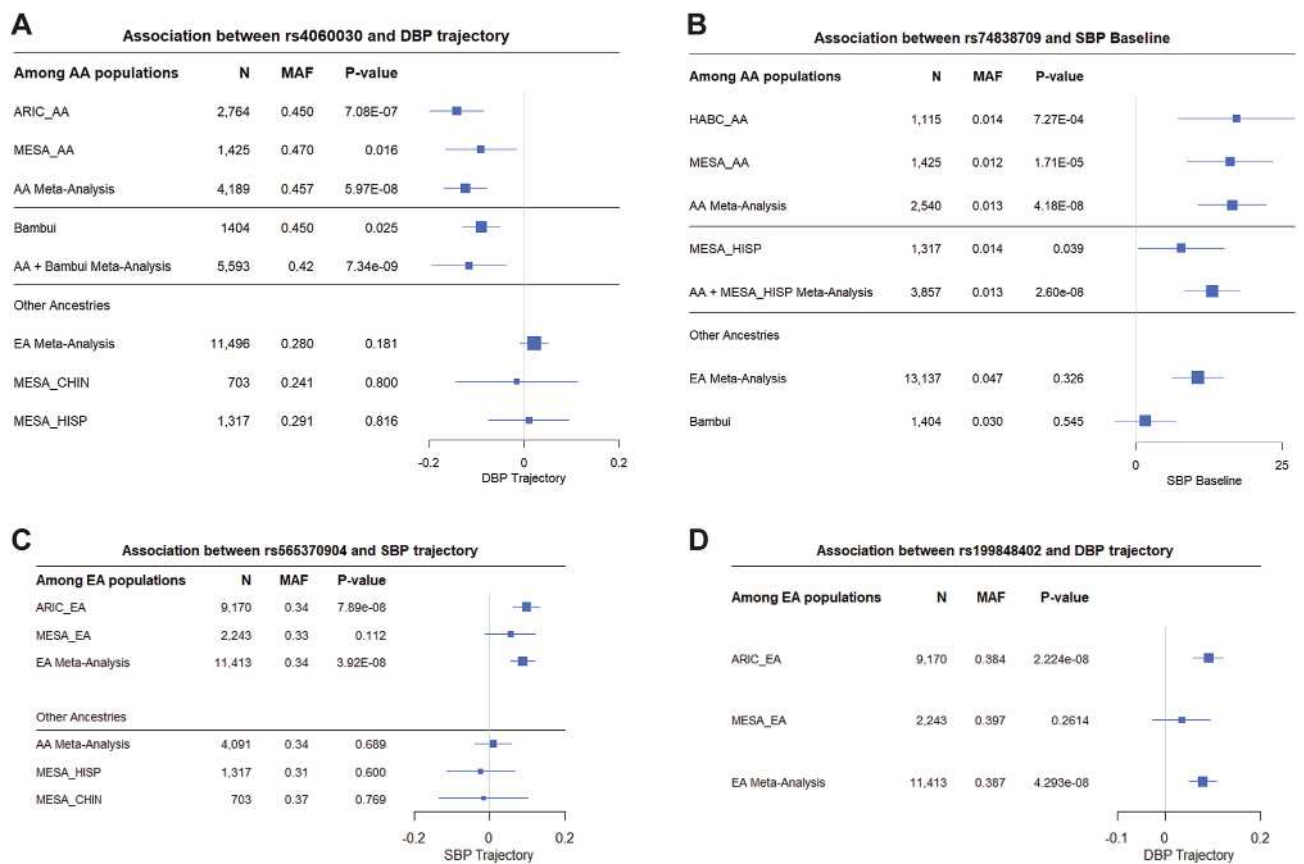 A
Association between rs4060030 and DBP trajectory
Among AA populations N MAF P-value
ARIC_AA 2,764 0.450 7.08E-07
MESA_AA 1,425 0.470 0.016
AA Meta-Analysis 4,189 0.457 5.97E-08
Bambui 1404 0.450 0.025
AA + Bambui Meta-Analysis 5,593 0.42 7.34e-09
Other Ancestries
EA Meta-Analysis 11,496 0.280 0.181
MESA_CHIN 703 0.241 0.800
MESA_HISP 1,317 0.291 0.816
-0.2 0 0.2
DBP Trajectory
B
Association between rs74838709 and SBP Baseline
Among AA populations N MAF P-value
HABC_AA 1,115 0.014 7.27E-04
MESA_AA 1,425 0.012 1.71E-05
AA Meta-Analysis 2,540 0.013 4.18E-08
MESA_HISP 1,317 0.014 0.039
AA + MESA_HISP Meta-Analysis 3,857 0.013 2.60e-08
Other Ancestries
EA Meta-Analysis 13,137 0.047 0.326
Bambui 1,404 0.030 0.545
0 25
SBP Baseline
C
Association between rs565370904 and SBP trajectory
Among EA populations N MAF P-value
ARIC_EA 9,170 0.34 7.89e-08
MESA_EA 2,243 0.33 0.112
EA Meta-Analysis 11,413 0.34 3.92E-08
Other Ancestries
AA Meta-Analysis 4,091 0.34 0.689
MESA_HISP 1,317 0.31 0.600
MESA_CHIN 703 0.37 0.769
-0.2 0 0.2
SBP Trajectory
D
Association between rs199848402 and DBP trajectory
Among EA populations N MAF P-value
ARIC_EA 9,170 0.384 2.224e-08
MESA_EA 2,243 0.397 0.2614
EA Meta-Analysis 11,413 0.387 4.293e-08
-0.1 0 0.2
DBP Trajectory